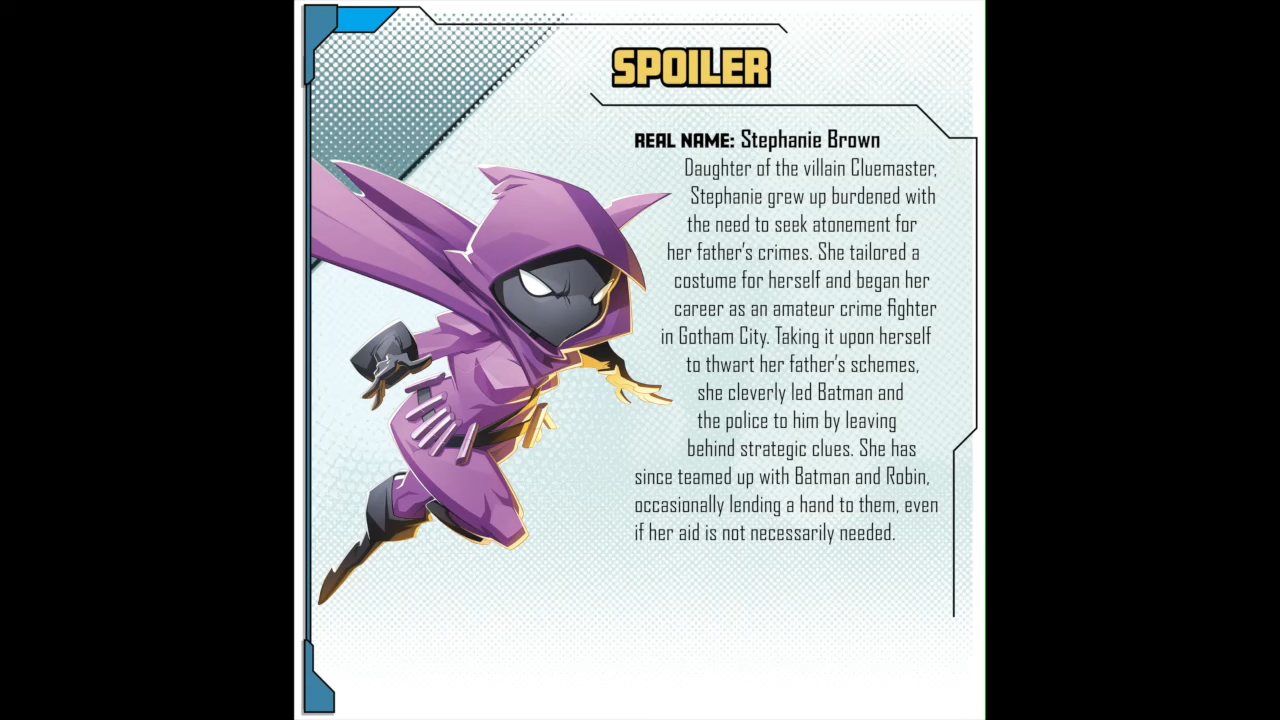 SPOILER
REAL NAME: Stephanie Brown
Daughter of the villain Cluemaster,
Stephanie grew up burdened with
the need to seek atonement for
her father's crimes. She tailored a
costume for herself and began her
career as an amateur crime fighter
in Gotham City. Taking it upon herself
to thwart her father's schemes,
she cleverly led Batman and
the police to him by leaving
behind strategic clues. She has
since teamed up with Batman and Robin,
occasionally lending a hand to them, even
if her aid is not necessarily needed.